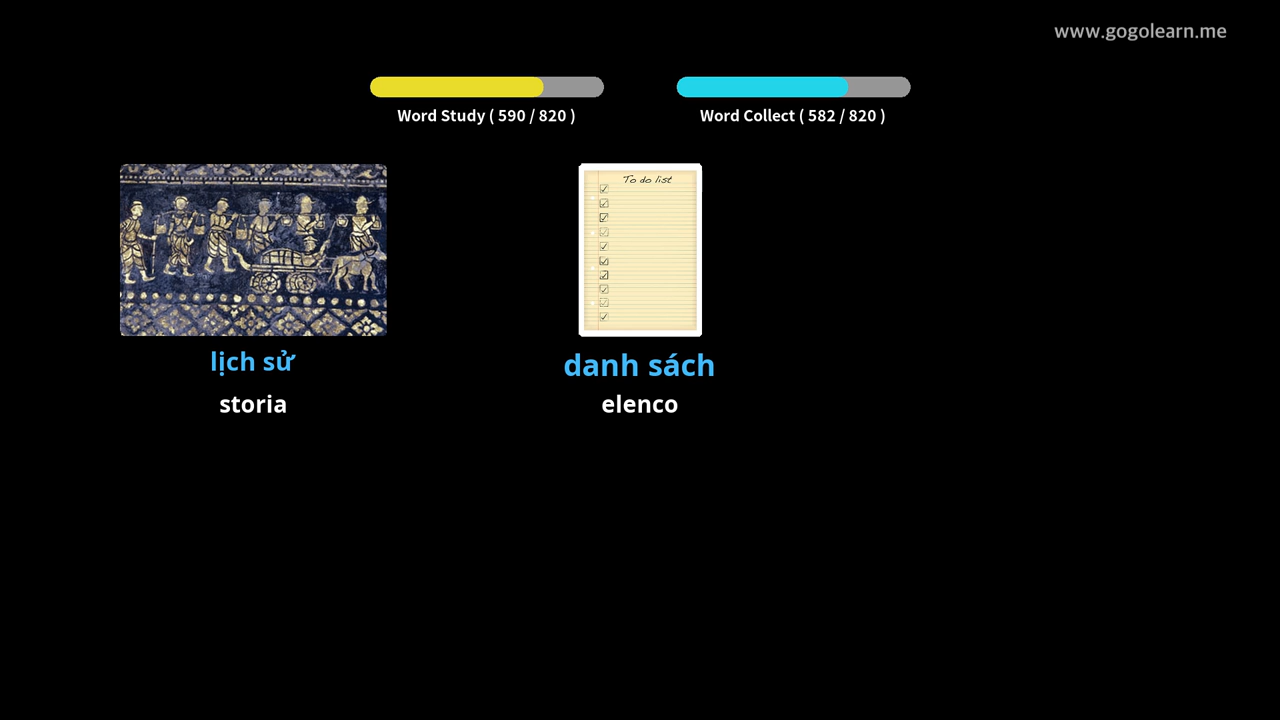 www.gogolearn.me
Word Study ( 590 / 820 )
Word Collect ( 582 / 820 )
To do list
lịch sử
danh sách
storia
elenco